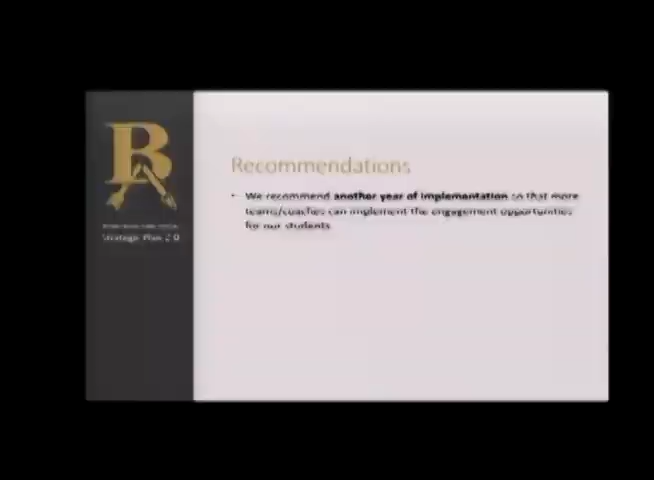 B
Strategic Plan 2.0
Recommendations
• We recommend another year of implementation so that more
teams/coaches can implement the engagement opportunities
for our students